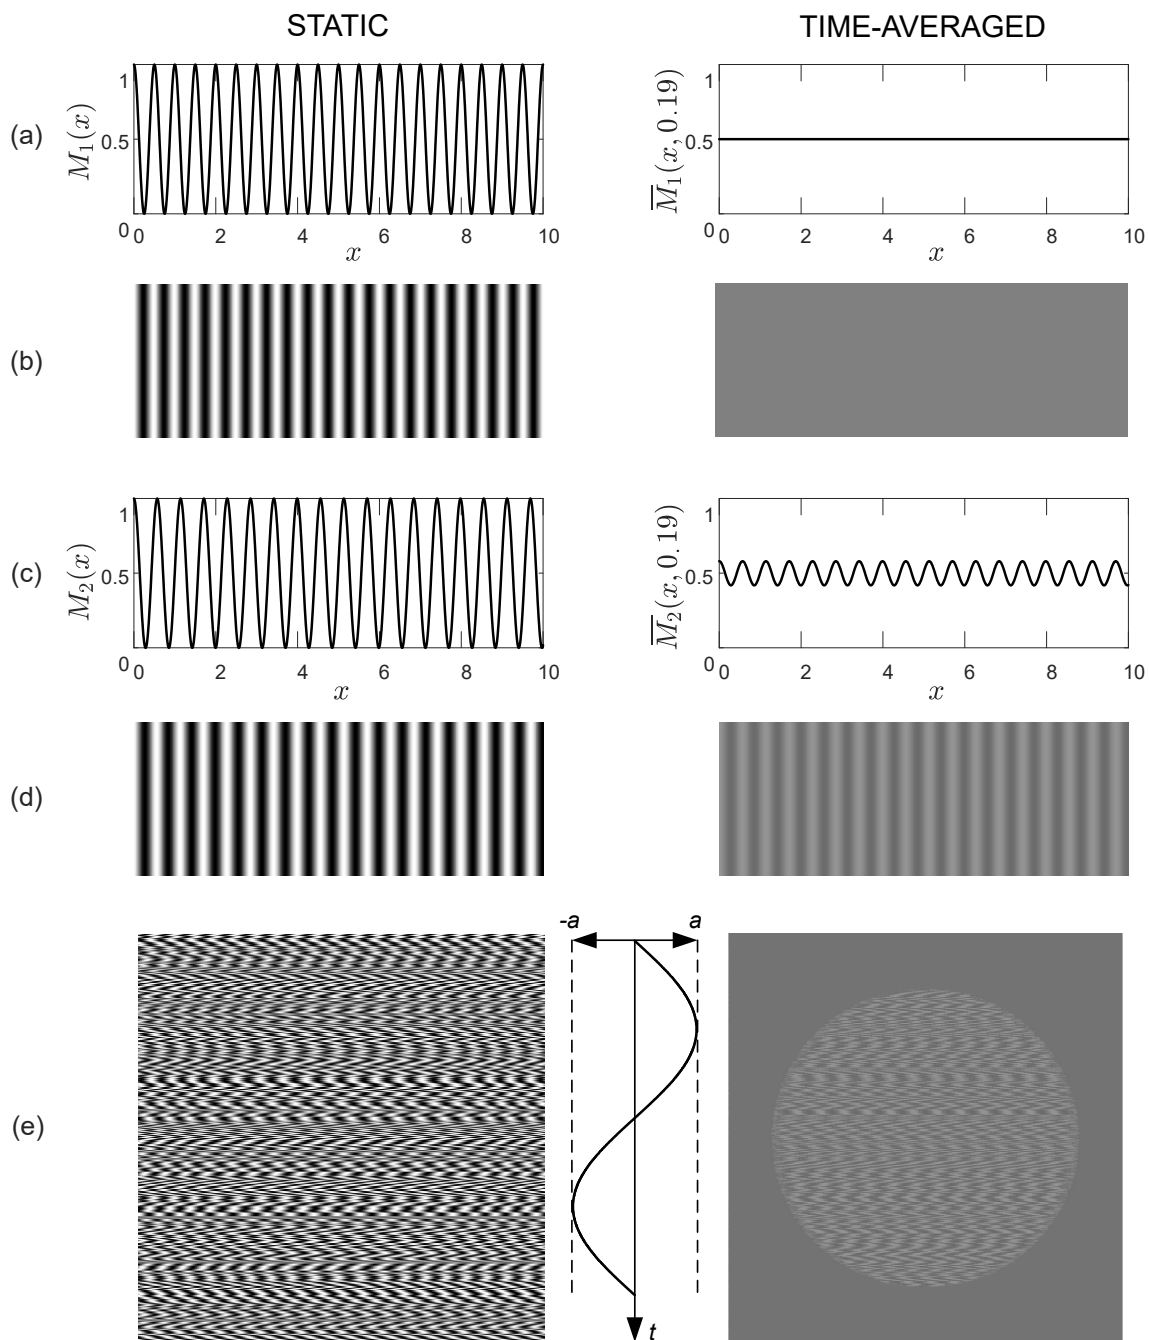 STATIC
TIME-AVERAGED
(a)
M₁(x)
1
0.5
0
0 2 4 6 8 10
x
M̅₁(x, 0.19)
1
0.5
0
0 2 4 6 8 10
x
(b)
(c)
M₂(x)
1
0.5
0
0 2 4 6 8 10
x
M̅₂(x, 0.19)
1
0.5
0
0 2 4 6 8 10
x
(d)
(e)
-a a
t